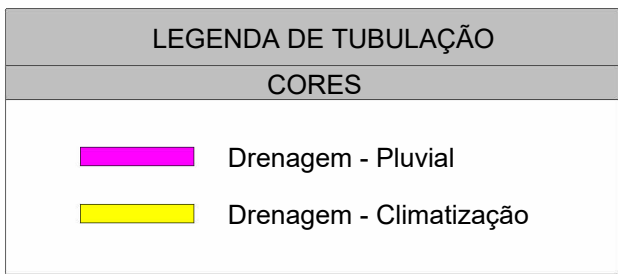 LEGENDA DE TUBULAÇÃO
CORES
Drenagem - Pluvial
Drenagem - Climatização